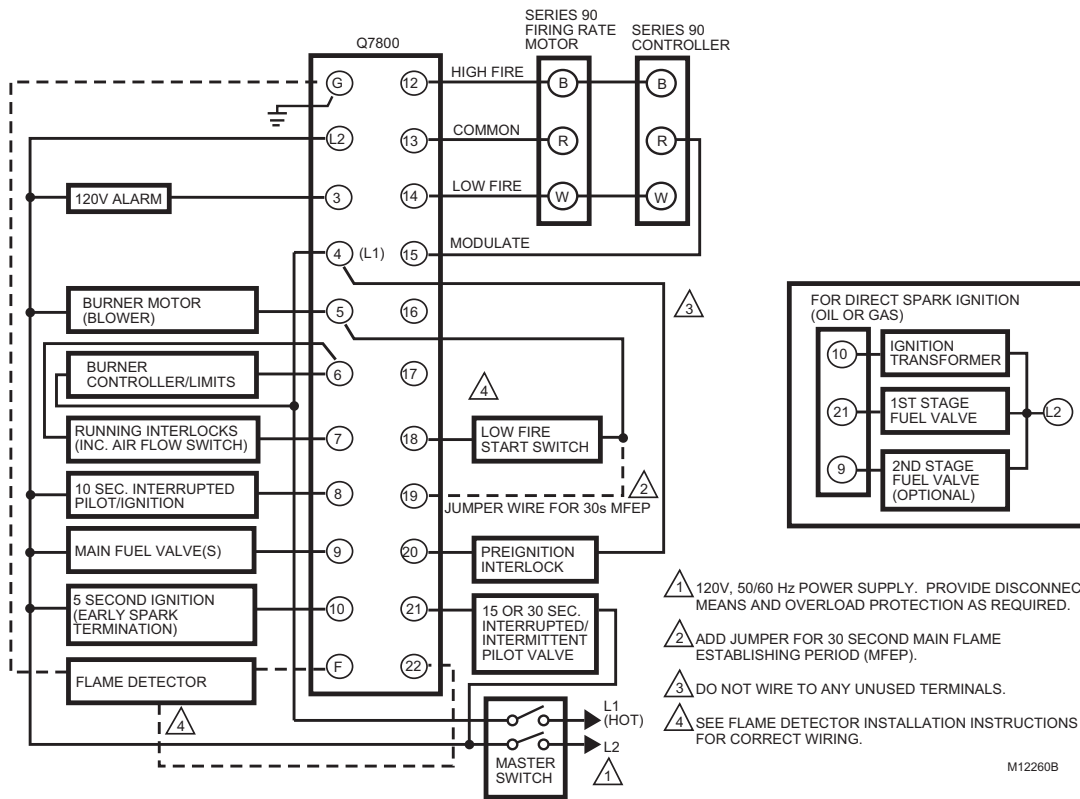 SERIES 90
FIRING RATE
MOTOR
SERIES 90
CONTROLLER
Q7800
G
12
HIGH FIRE
B
B
L2
13
COMMON
R
R
120V ALARM
3
14
LOW FIRE
W
W
4
(L1)
15
MODULATE
BURNER MOTOR
(BLOWER)
5
16
3
BURNER
CONTROLLER/LIMITS
6
17
4
RUNNING INTERLOCKS
(INC. AIR FLOW SWITCH)
7
18
LOW FIRE
START SWITCH
10 SEC. INTERRUPTED
PILOT/IGNITION
8
19
2
JUMPER WIRE FOR 30s MFEP
MAIN FUEL VALVE(S)
9
20
PREIGNITION
INTERLOCK
5 SECOND IGNITION
(EARLY SPARK
TERMINATION)
10
21
15 OR 30 SEC.
INTERRUPTED/
INTERMITTENT
PILOT VALVE
FLAME DETECTOR
F
22
4
L1
(HOT)
L2
MASTER
SWITCH
1
FOR DIRECT SPARK IGNITION
(OIL OR GAS)
10
IGNITION
TRANSFORMER
21
1ST STAGE
FUEL VALVE
L2
9
2ND STAGE
FUEL VALVE
(OPTIONAL)
1 120V, 50/60 Hz POWER SUPPLY. PROVIDE DISCONNEC
MEANS AND OVERLOAD PROTECTION AS REQUIRED.
2 ADD JUMPER FOR 30 SECOND MAIN FLAME
ESTABLISHING PERIOD (MFEP).
3 DO NOT WIRE TO ANY UNUSED TERMINALS.
4 SEE FLAME DETECTOR INSTALLATION INSTRUCTIONS
FOR CORRECT WIRING.
M12260B